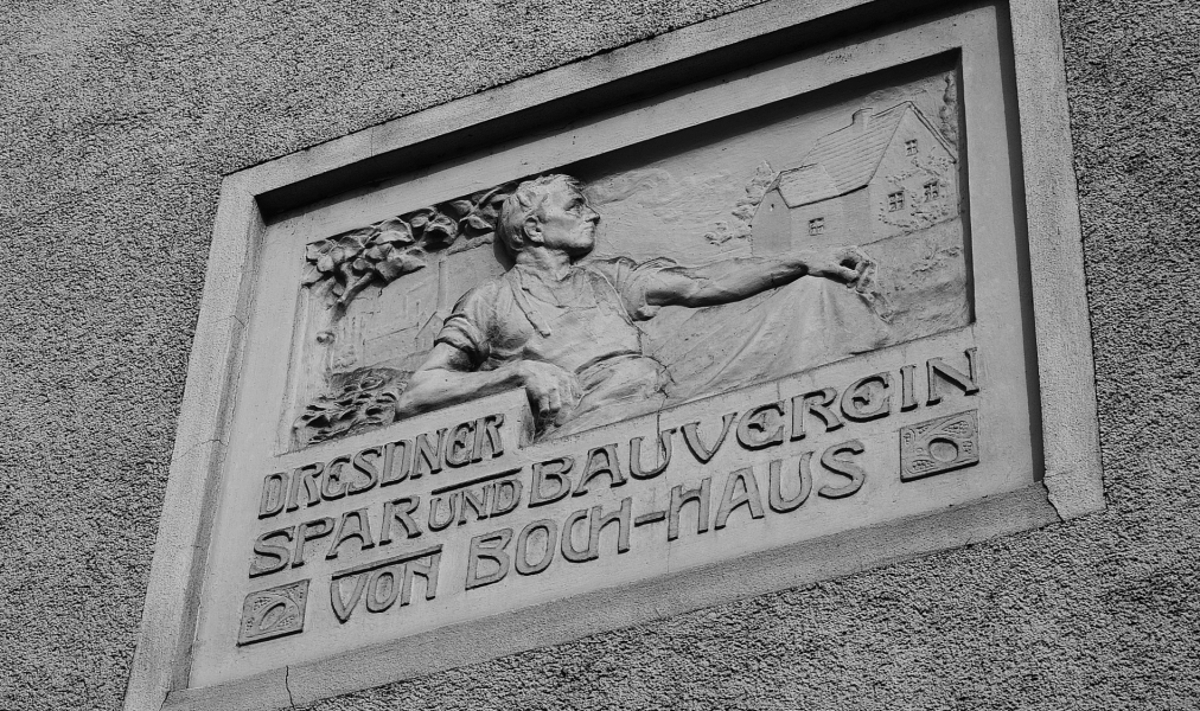 DRESDNER
SPAR UND BAUVEREIN
VON BOCH-HAUS